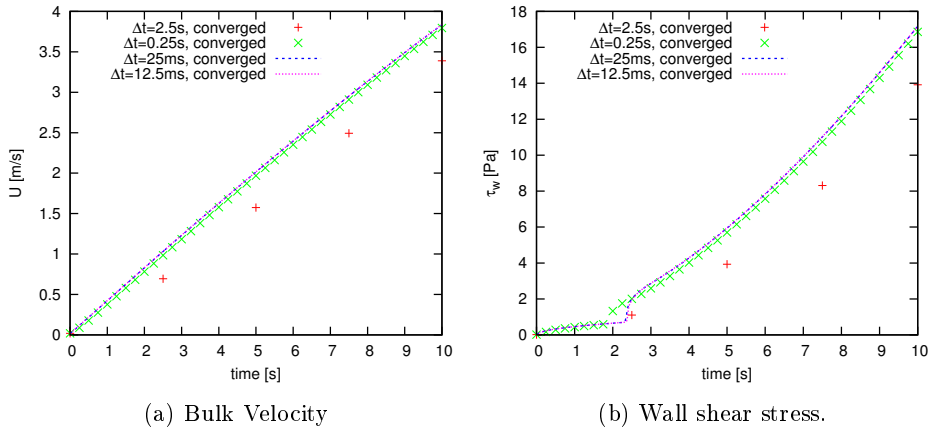 4
3.5
3
2.5
2
1.5
1
0.5
0
U [m/s]
Δt=2.5s, converged
Δt=0.25s, converged
Δt=25ms, converged
Δt=12.5ms, converged
0 1 2 3 4 5 6 7 8 9 10
time [s]
(a) Bulk Velocity
18
16
14
12
10
8
6
4
2
0
τw [Pa]
Δt=2.5s, converged
Δt=0.25s, converged
Δt=25ms, converged
Δt=12.5ms, converged
0 1 2 3 4 5 6 7 8 9 10
time [s]
(b) Wall shear stress.